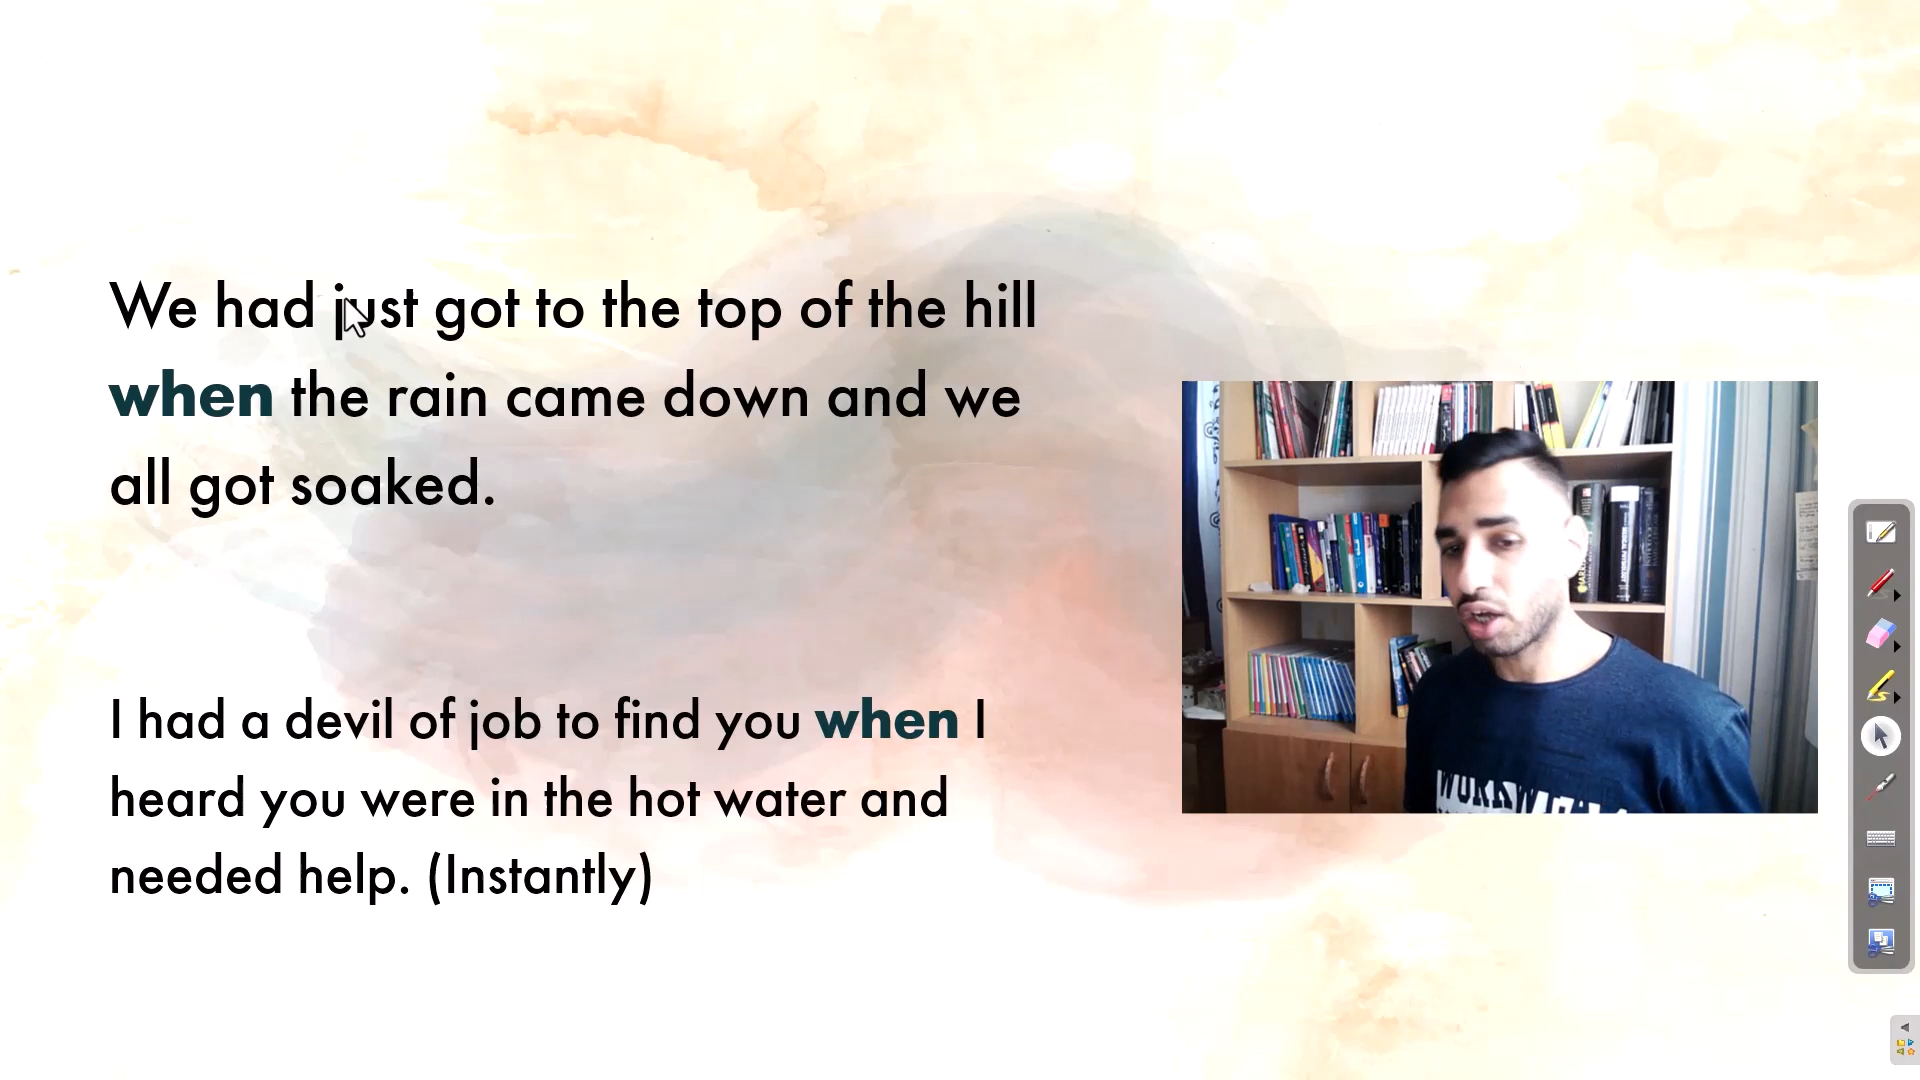 We had just got to the top of the hill
when the rain came down and we
all got soaked.
I had a devil of job to find you when I
heard you were in the hot water and
needed help. (Instantly)